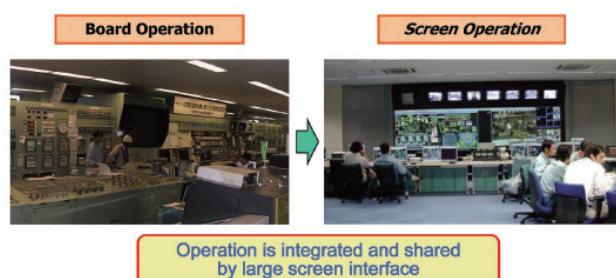 Board Operation
Screen Operation
Operation is integrated and shared
by large screen interface